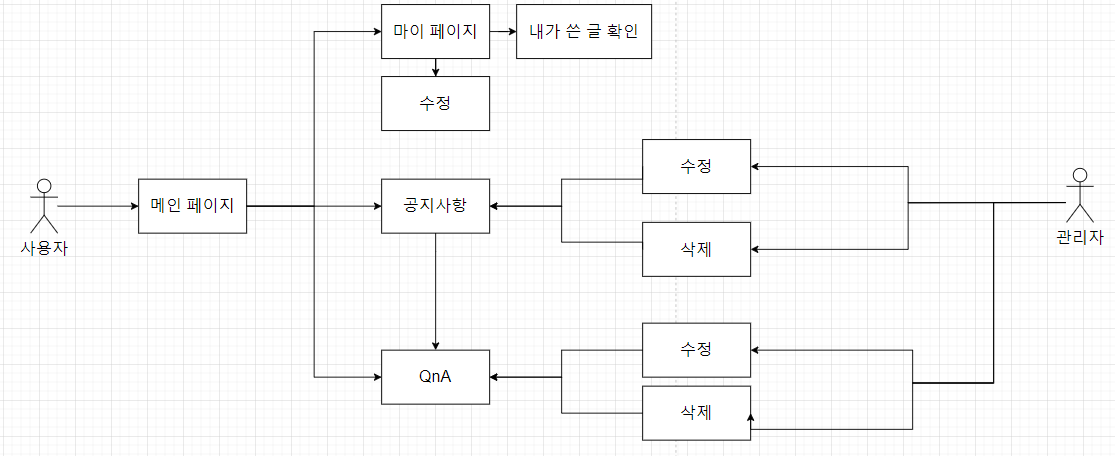 마이 페이지
내가 쓴 글 확인
수정
사용자
메인 페이지
공지사항
수정
삭제
관리자
QnA
수정
삭제